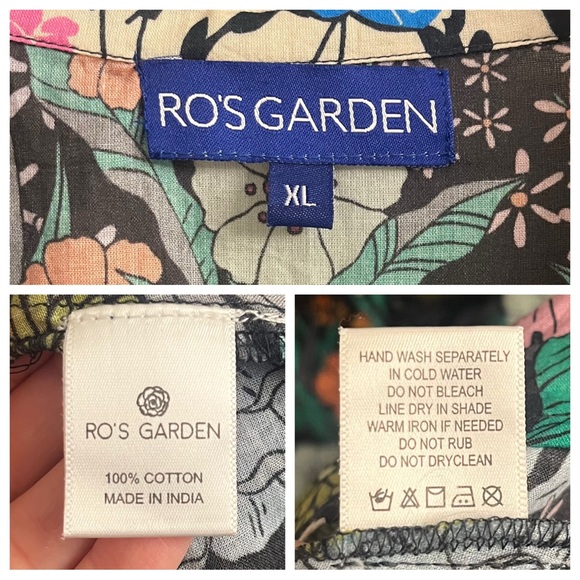 RO'S GARDEN
XL
RO'S GARDEN
100% COTTON
MADE IN INDIA
HAND WASH SEPARATELY
IN COLD WATER
DO NOT BLEACH
LINE DRY IN SHADE
WARM IRON IF NEEDED
DO NOT RUB
DO NOT DRYCLEAN